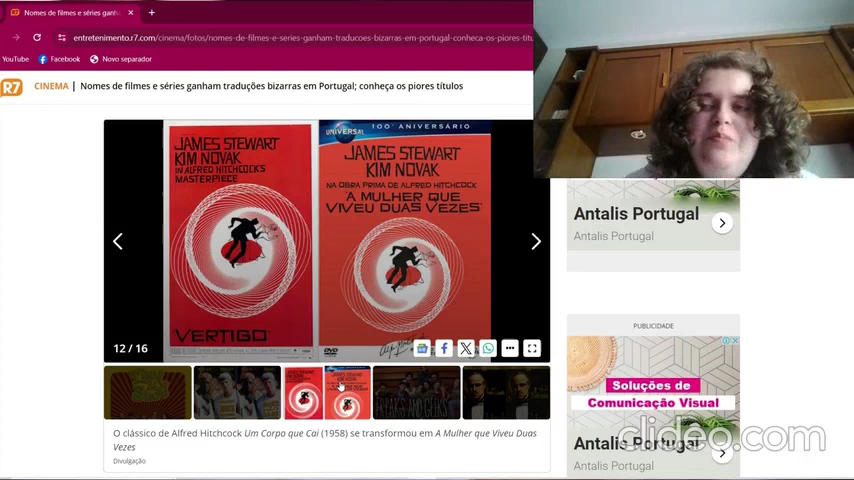 Nomes de filmes e séries ganh
entretenimento.r7.com/cinema/fotos/nomes-de-filmes-e-series-ganham-traducoes-bizarras-em-portugal-conheca-os-piores-titu
YouTube Facebook Novo separador
R7 CINEMA | Nomes de filmes e séries ganham traduções bizarras em Portugal; conheça os piores títulos
JAMES STEWART
KIM NOVAK
IN ALFRED HITCHCOCK'S
MASTERPIECE
VERTIGO
UNIVERSAL 100º ANIVERSÁRIO
JAMES STEWART
KIM NOVAK
NA OBRA PRIMA DE ALFRED HITCHCOCK
"A MULHER QUE
VIVEU DUAS VEZES"
DVD
12 / 16
FREAKS AND GEEKS
O clássico de Alfred Hitchcock Um Corpo que Cai (1958) se transformou em A Mulher que Viveu Duas
Vezes
Divulgação
Antalis Portugal
Antalis Portugal
PUBLICIDADE
Soluções de
Comunicação Visual
Antalis Portugal
Antalis Portugal
clideo.com